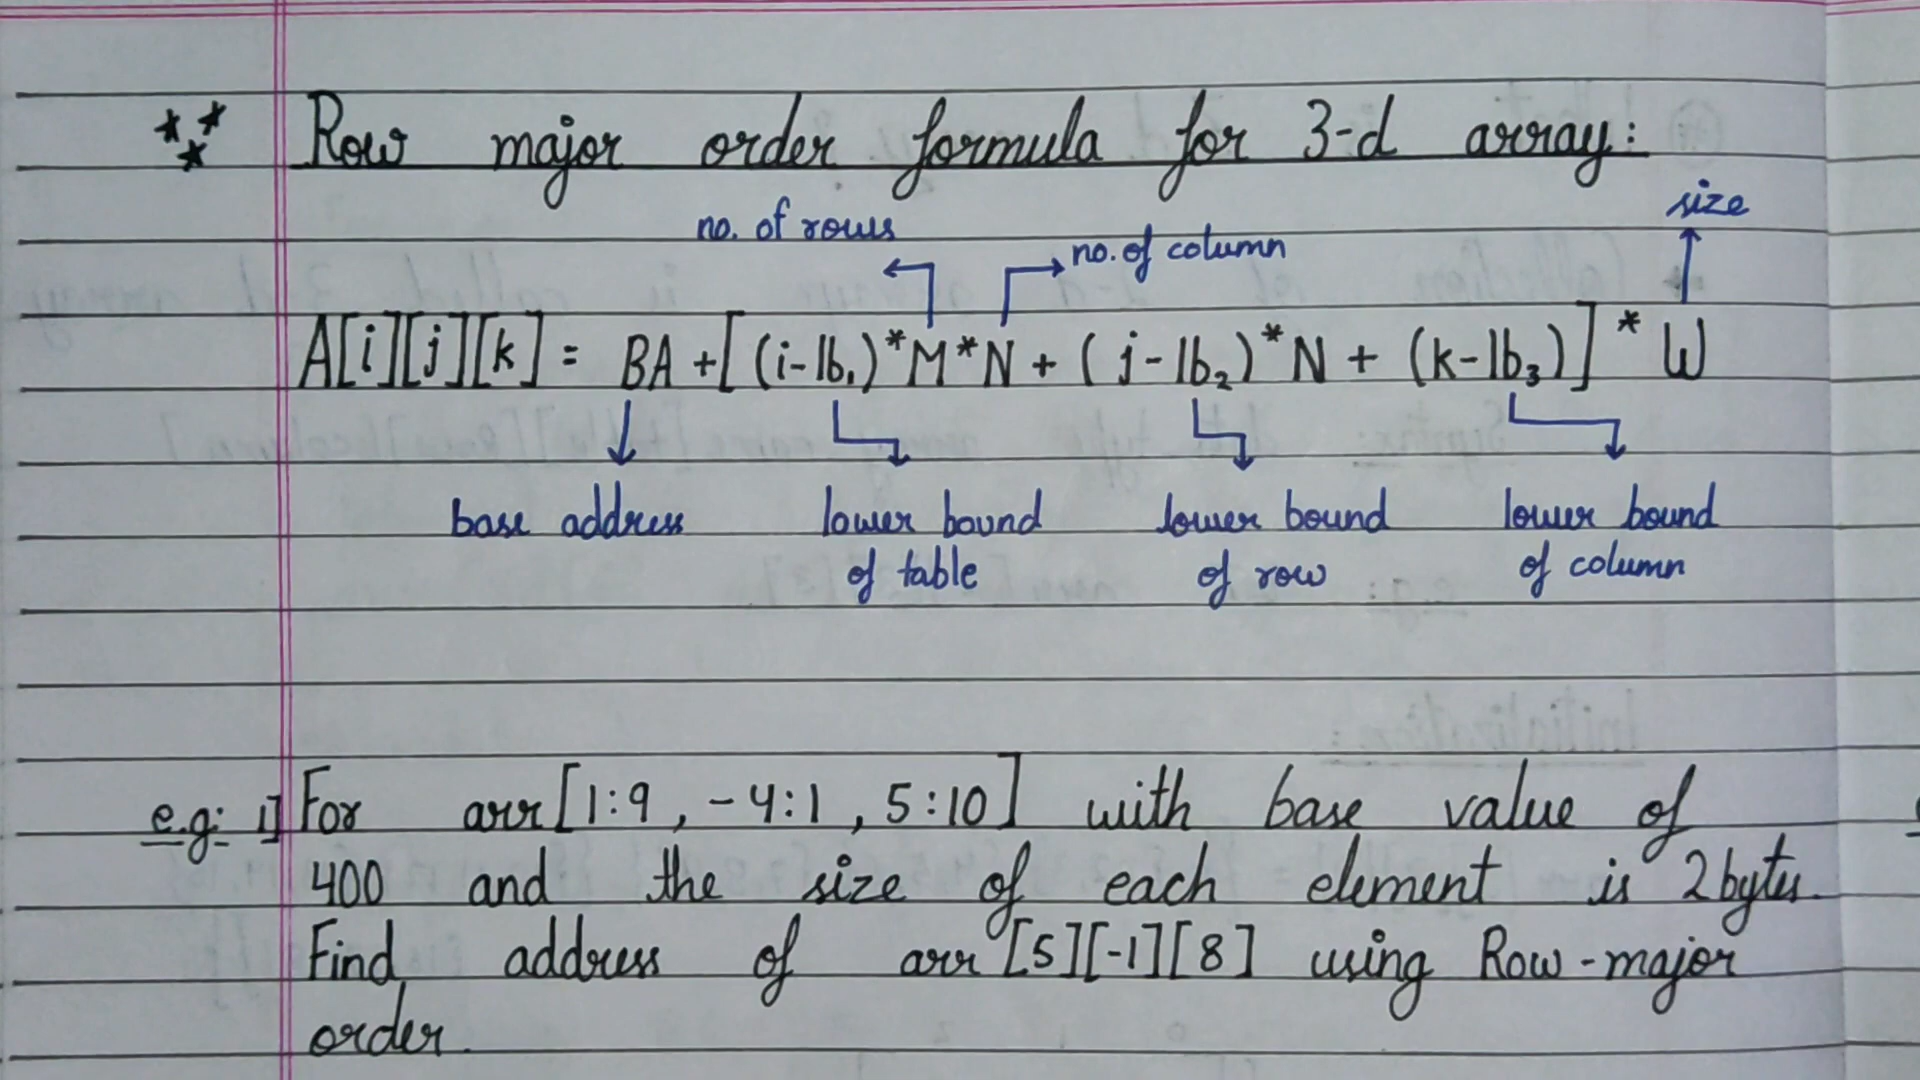 *** Row major order formula for 3-d array:
size
no. of rows
no. of column
A[i][j][k] = BA + [(i-lb₁)*M*N + (j-lb₂)*N + (k-lb₃)] * W
base address lower bound lower bound lower bound
of table of row of column
e.g: 1] For arr[1:9, -4:1, 5:10] with base value of
400 and the size of each element is 2 bytes.
Find address of arr[5][-1][8] using Row-major
order.